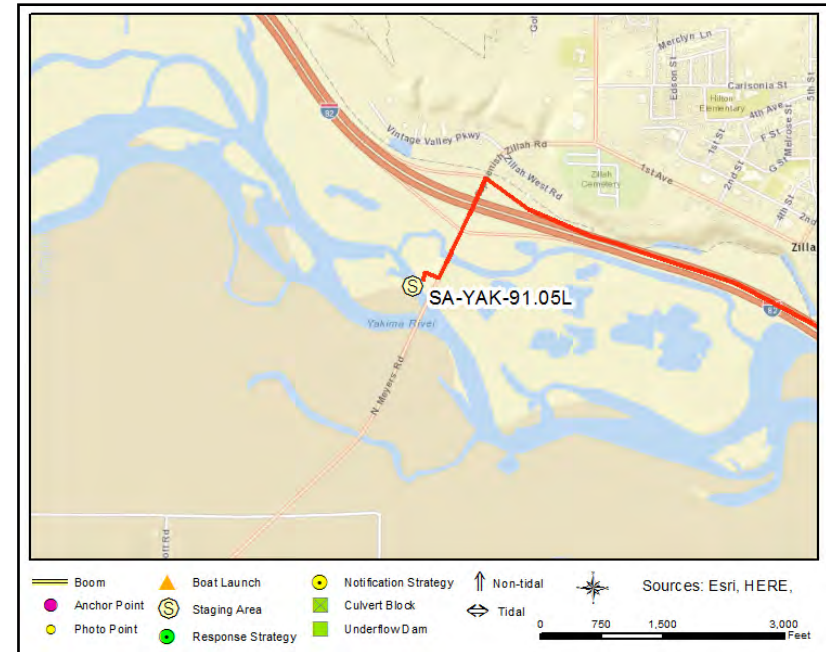 Merclyn Ln
Edson St
Carlsonia St
5th St
Hilton
Elementary
4th Ave
F St
Melrose St
1st St
2nd St
G St
4th St
2nd
82
Vintage Valley Pkwy
Zillah Rd
Zillah West Rd
1st Ave
Zillah
Cemetery
Zilla
S
SA-YAK-91.05L
82
Yakima River
N Meyers Rd
Boom
Boat Launch
Notification Strategy
Non-tidal
Sources: Esri, HERE,
Anchor Point
S
Staging Area
Culvert Block
Tidal
Photo Point
Response Strategy
Underflow Dam
0 750 1,500 3,000
Feet